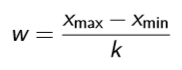 w = (x_max − x_min) / k